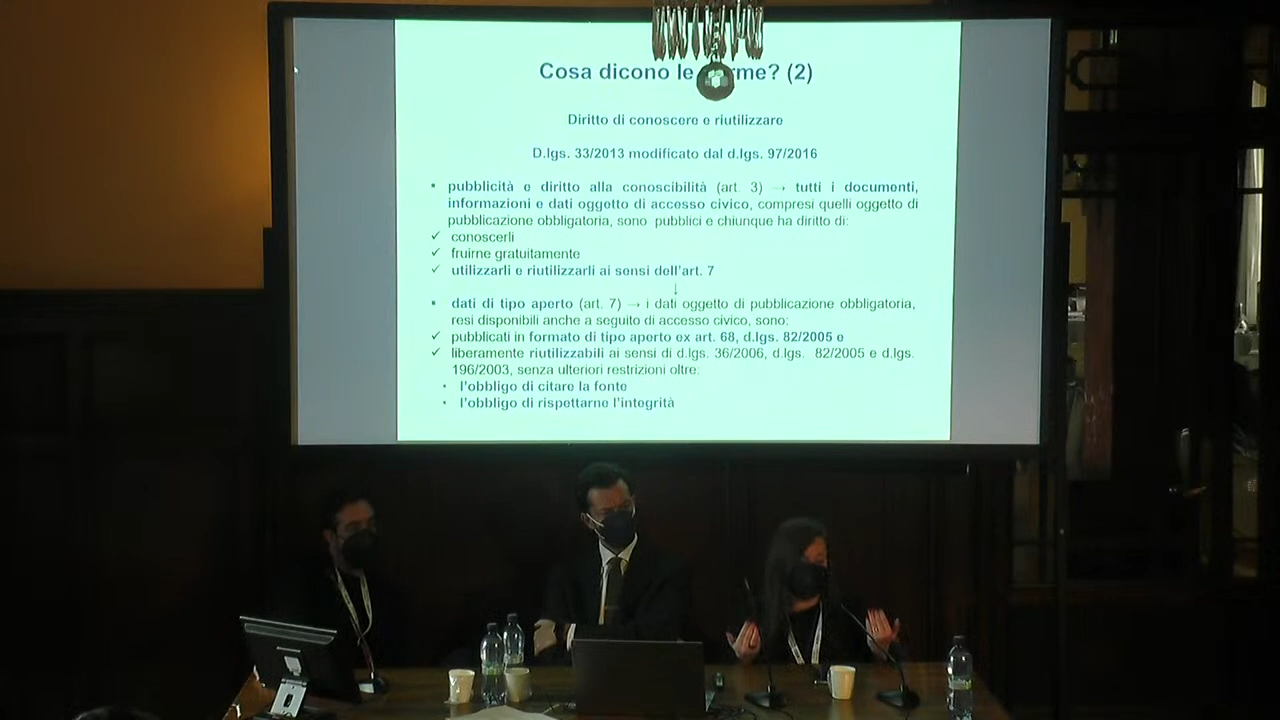 Cosa dicono le rme? (2)
Diritto di conoscere e riutilizzare
D.lgs. 33/2013 modificato dal d.lgs. 97/2016
▪ pubblicità e diritto alla conoscibilità (art. 3) → tutti i documenti,
informazioni e dati oggetto di accesso civico, compresi quelli oggetto di
pubblicazione obbligatoria, sono pubblici e chiunque ha diritto di:
✓ conoscerli
✓ fruirne gratuitamente
✓ utilizzarli e riutilizzarli ai sensi dell'art. 7
↓
▪ dati di tipo aperto (art. 7) → i dati oggetto di pubblicazione obbligatoria,
resi disponibili anche a seguito di accesso civico, sono:
✓ pubblicati in formato di tipo aperto ex art. 68, d.lgs. 82/2005 e
✓ liberamente riutilizzabili ai sensi di d.lgs. 36/2006, d.lgs. 82/2005 e d.lgs.
196/2003, senza ulteriori restrizioni oltre:
• l'obbligo di citare la fonte
• l'obbligo di rispettarne l'integrità